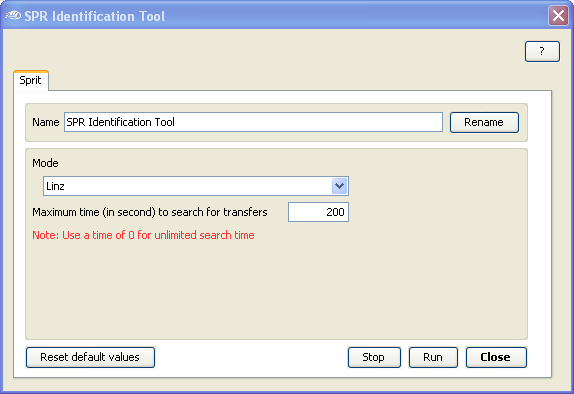 SPR Identification Tool
?
Sprit
Name SPR Identification Tool Rename
Mode
Linz
Maximum time (in second) to search for transfers 200
Note: Use a time of 0 for unlimited search time
Reset default values Stop Run Close